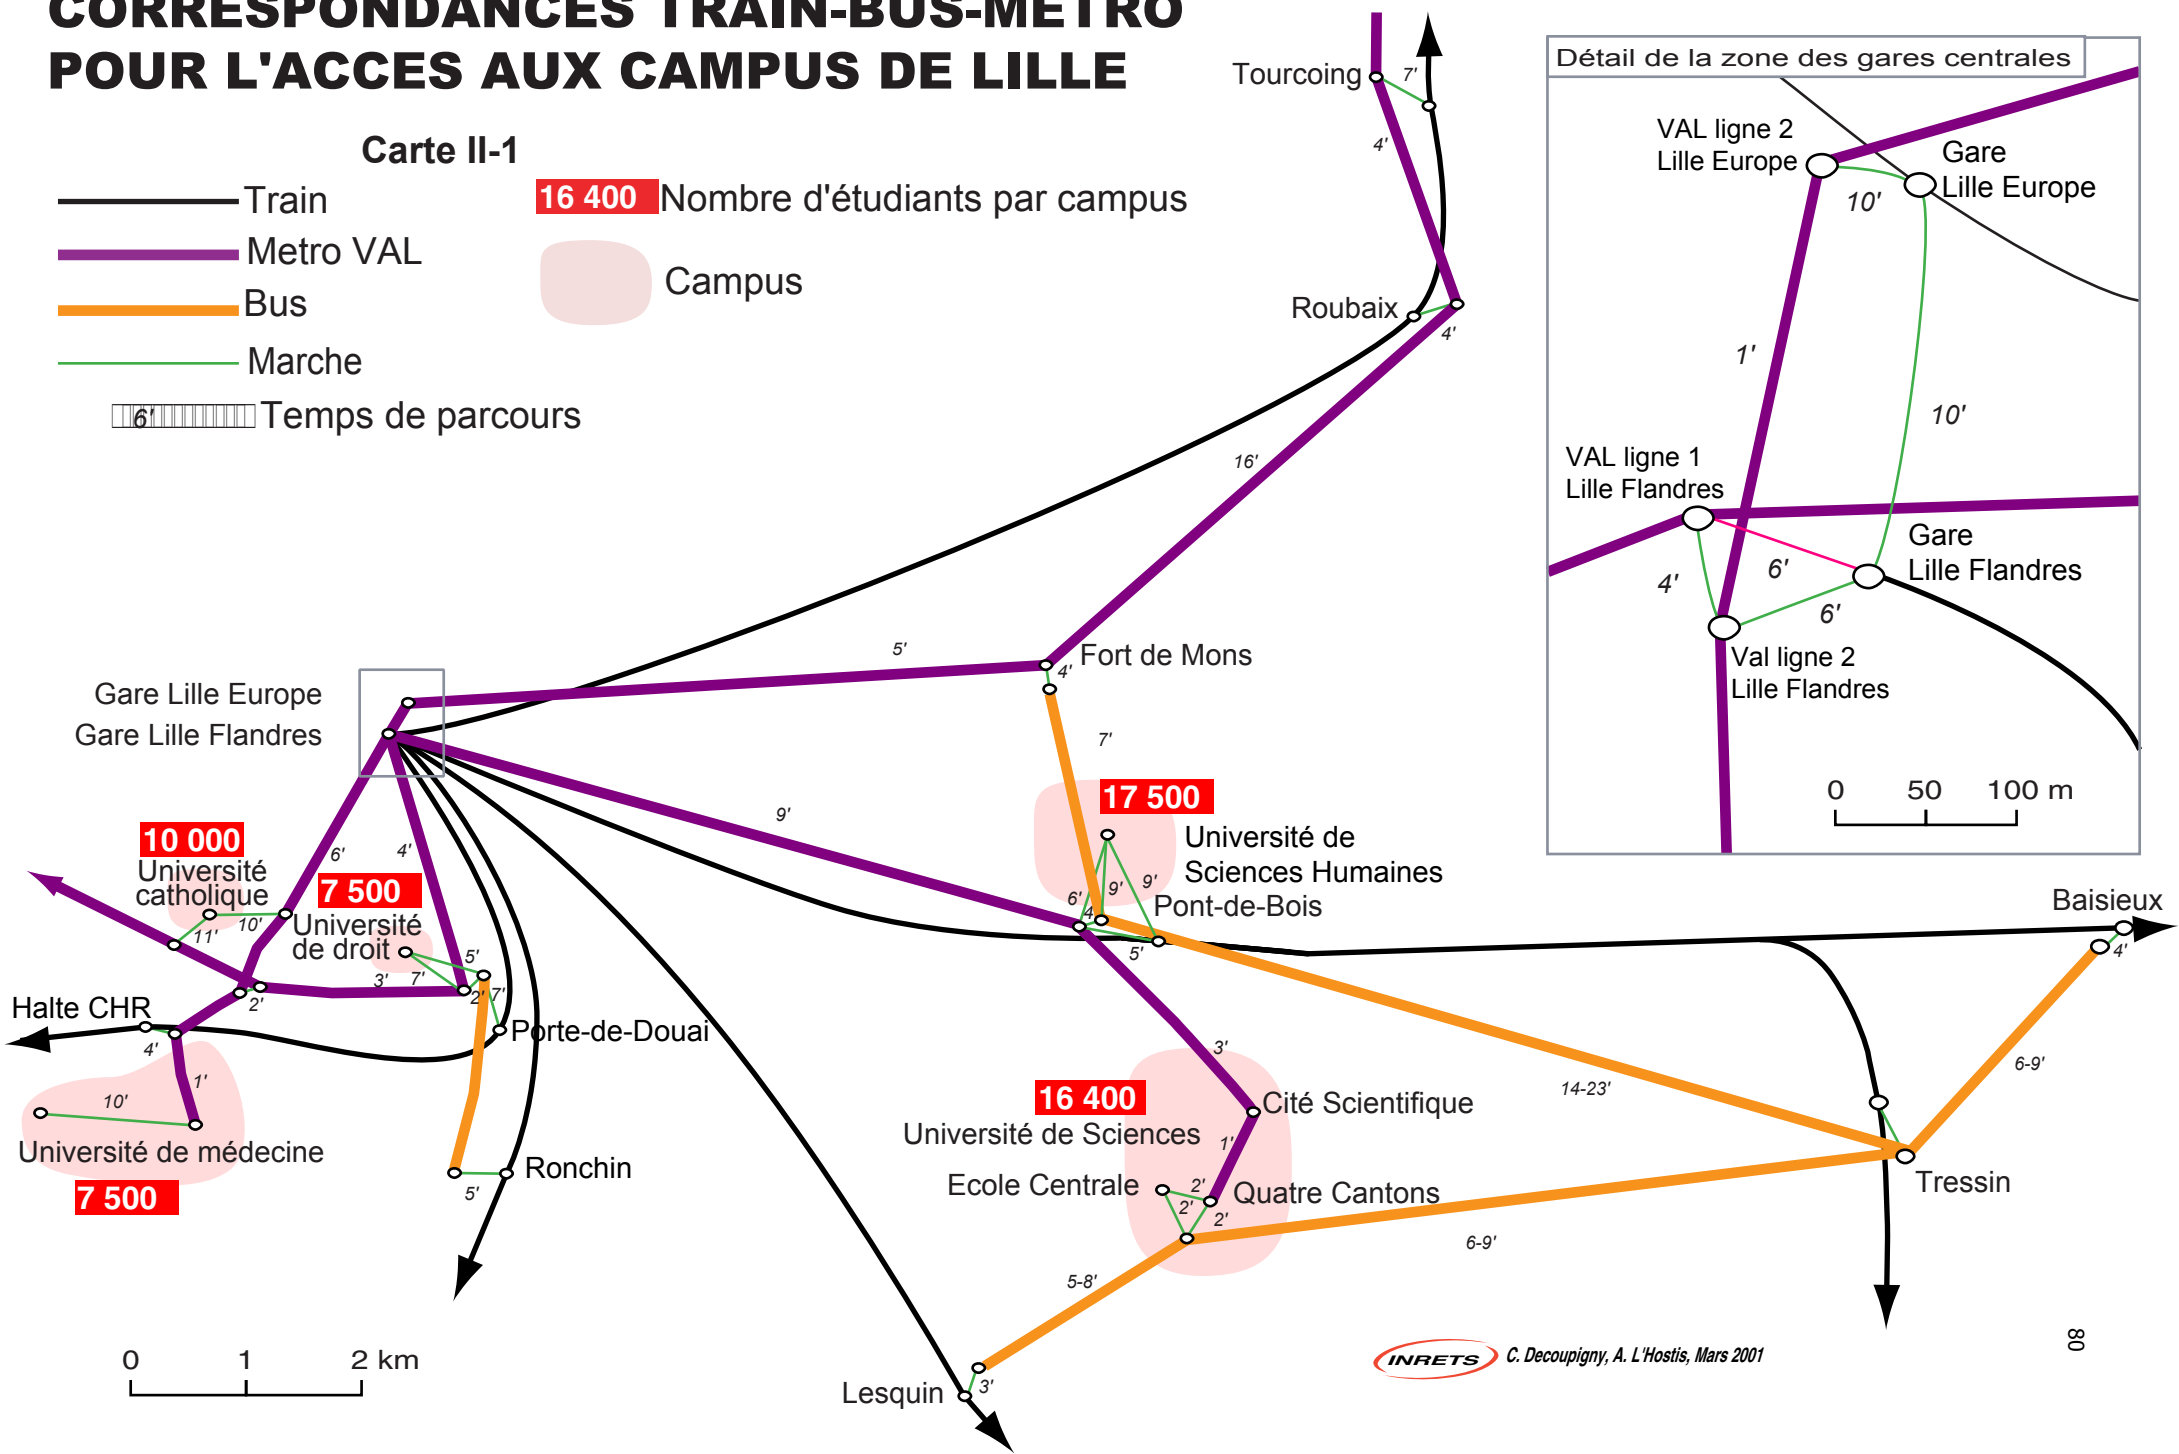 CORRESPONDANCES TRAIN-BUS-METRO
POUR L'ACCES AUX CAMPUS DE LILLE
Carte II-1
Train
Metro VAL
Bus
Marche
6'
Temps de parcours
16 400
Nombre d'étudiants par campus
Campus
Tourcoing
7'
4'
Roubaix
4'
16'
Détail de la zone des gares centrales
VAL ligne 2
Lille Europe
Gare
Lille Europe
10'
1'
10'
VAL ligne 1
Lille Flandres
Gare
Lille Flandres
4'
6'
6'
Val ligne 2
Lille Flandres
0 50 100 m
5'
Fort de Mons
4'
Gare Lille Europe
Gare Lille Flandres
7'
9'
17 500
Université de
Sciences Humaines
Pont-de-Bois
6'
9'
9'
4
5'
10 000
Université
catholique
6'
4'
11'
10'
7 500
Université
de droit
5'
3'
7'
2'
7'
2'
Halte CHR
4'
Porte-de-Douai
1'
10'
Université de médecine
7 500
Ronchin
5'
Baisieux
4'
6-9'
14-23'
3'
16 400
Cité Scientifique
Université de Sciences
1'
Ecole Centrale
2'
Quatre Cantons
2'
2'
Tressin
6-9'
5-8'
Lesquin
3'
0 1 2 km
INRETS
C. Decoupigny, A. L'Hostis, Mars 2001
80